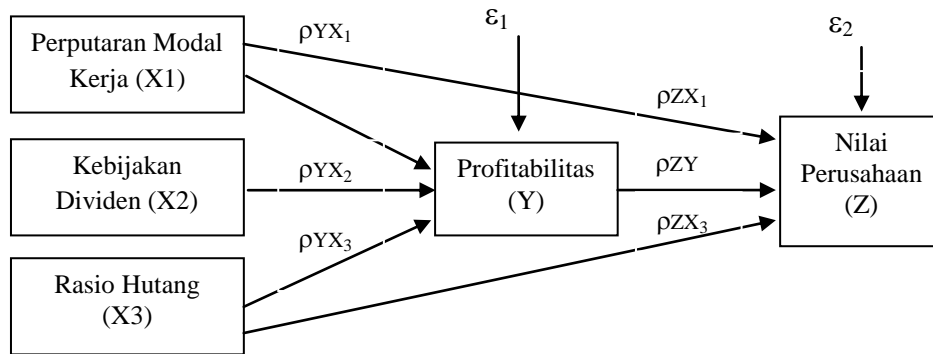 Perputaran Modal
Kerja (X1)
ρYX₁
ε₁
ε₂
ρZX₁
Kebijakan
Dividen (X2)
ρYX₂
Profitabilitas
(Y)
ρZY
Nilai
Perusahaan
(Z)
ρYX₃
ρZX₃
Rasio Hutang
(X3)